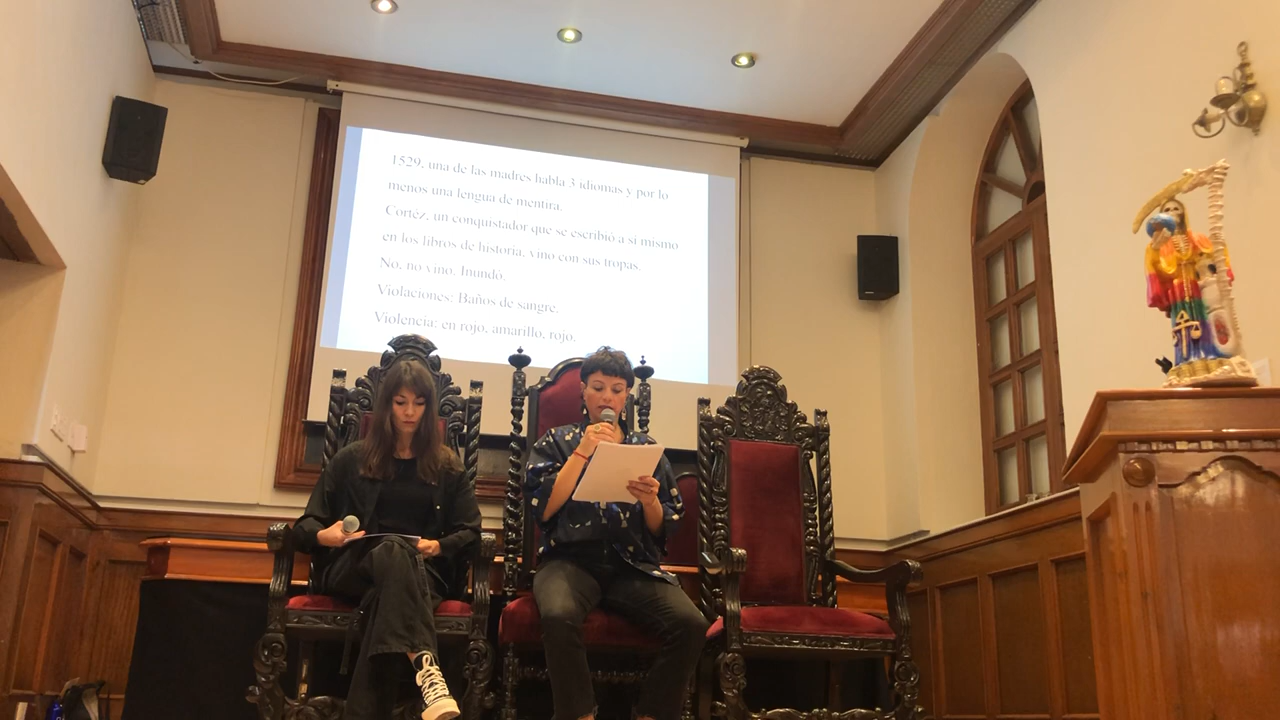 1529, una de las madres habla 3 idiomas y por lo
menos una lengua de mentira.
Cortéz, un conquistador que se escribió a sí mismo
en los libros de historia, vino con sus tropas.
No, no vino. Inundó.
Violaciones: Baños de sangre.
Violencia: en rojo, amarillo, rojo.